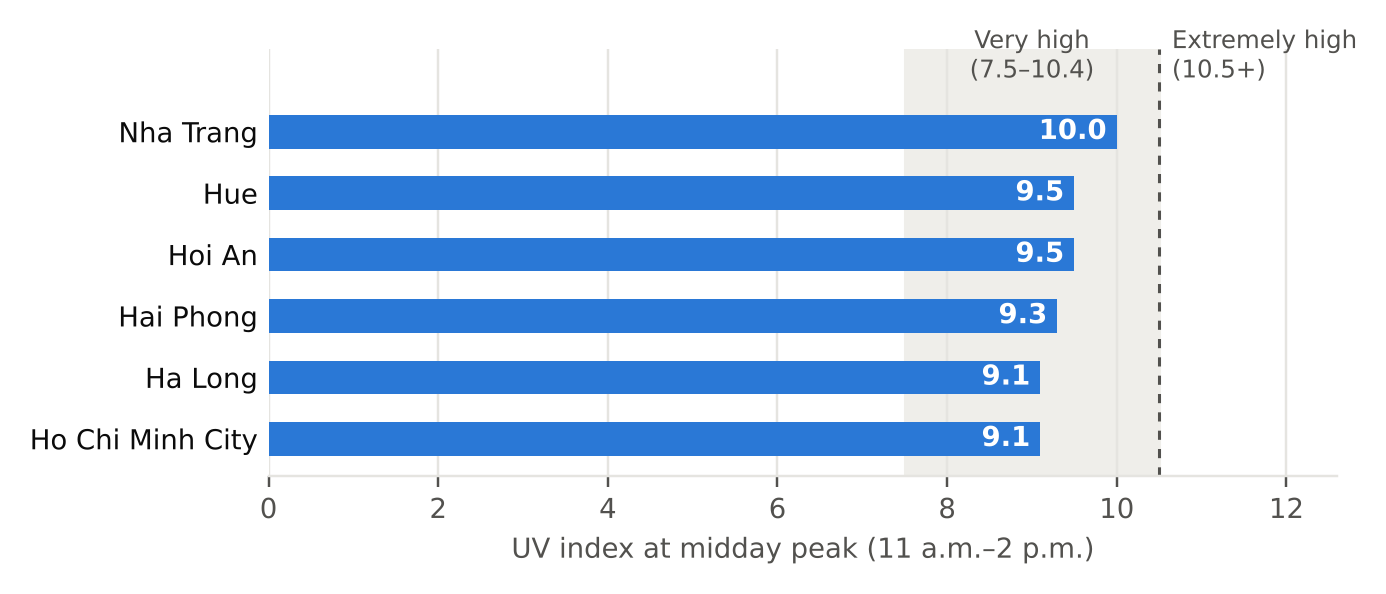 Very high
(7.5–10.4)
Extremely high
(10.5+)
Nha Trang
10.0
Hue
9.5
Hoi An
9.5
Hai Phong
9.3
Ha Long
9.1
Ho Chi Minh City
9.1
0 2 4 6 8 10 12
UV index at midday peak (11 a.m.–2 p.m.)